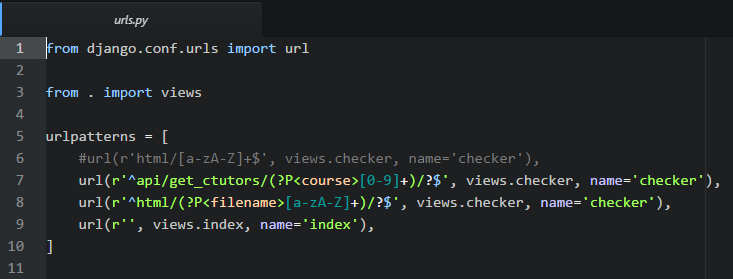 urls.py
1 from django.conf.urls import url
2
3 from . import views
4
5 urlpatterns = [
6     #url(r'html/[a-zA-Z]+$', views.checker, name='checker'),
7     url(r'^api/get_ctutors/(?P<course>[0-9]+)/?$', views.checker, name='checker'),
8     url(r'^html/(?P<filename>[a-zA-Z]+)/?$', views.checker, name='checker'),
9     url(r'', views.index, name='index'),
10 ]
11